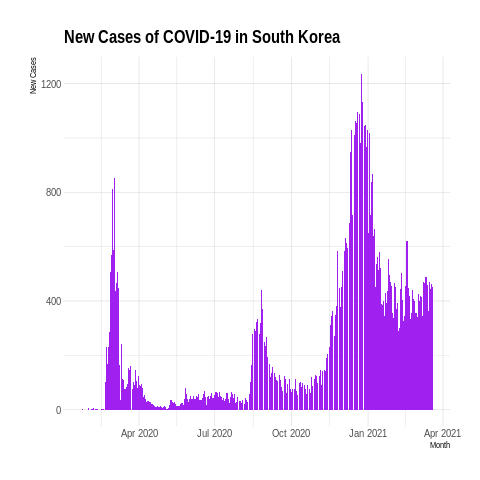 New Cases of COVID-19 in South Korea
New Cases
1200
800
400
0
Apr 2020
Jul 2020
Oct 2020
Jan 2021
Apr 2021
Month